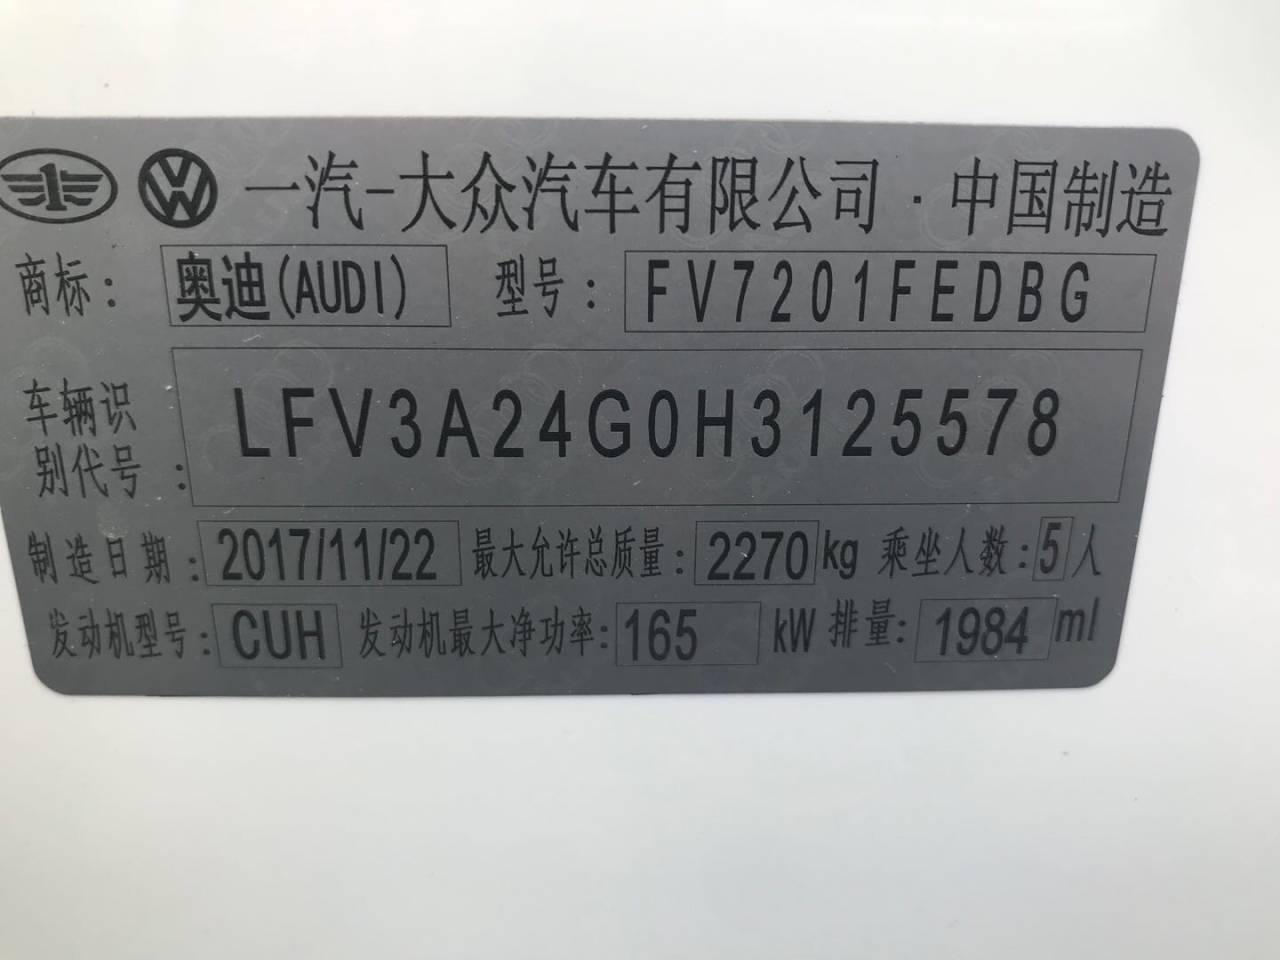 一汽-大众汽车有限公司·中国制造
商标：奥迪(AUDI) 型号：FV7201FEDBG
车辆识
别代号：LFV3A24G0H3125578
制造日期：2017/11/22 最大允许总质量：2270kg 乘坐人数：5人
发动机型号：CUH 发动机最大净功率：165 kW 排量：1984 ml